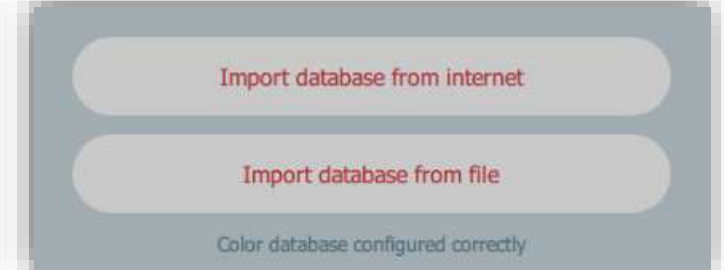 Import database from internet
Import database from file
Color database configured correctly